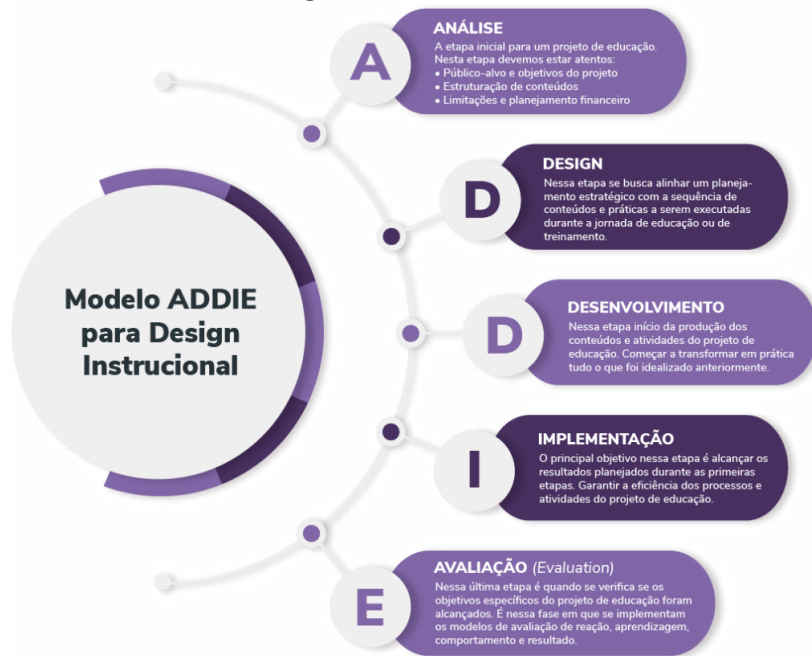 Modelo ADDIE
para Design
Instrucional
A
ANÁLISE
A etapa inicial para um projeto de educação.
Nesta etapa devemos estar atentos:
• Público-alvo e objetivos do projeto
• Estruturação de conteúdos
• Limitações e planejamento financeiro
D
DESIGN
Nessa etapa se busca alinhar um planeja-
mento estratégico com a sequência de
conteúdos e práticas a serem executadas
durante a jornada de educação ou de
treinamento.
D
DESENVOLVIMENTO
Nessa etapa início da produção dos
conteúdos e atividades do projeto de
educação. Começar a transformar em prática
tudo o que foi idealizado anteriormente.
I
IMPLEMENTAÇÃO
O principal objetivo nessa etapa é alcançar os
resultados planejados durante as primeiras
etapas. Garantir a eficiência dos processos e
atividades do projeto de educação.
E
AVALIAÇÃO (Evaluation)
Nessa última etapa é quando se verifica se os
objetivos específicos do projeto de educação foram
alcançados. É nessa fase em que se implementam
os modelos de avaliação de reação, aprendizagem,
comportamento e resultado.